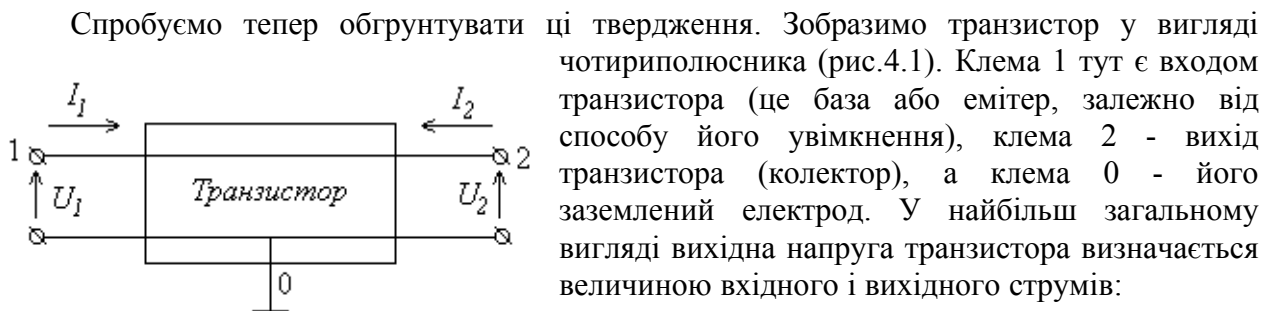 Спробуємо тепер обгрунтувати ці твердження. Зобразимо транзистор у вигляді
чотириполюсника (рис.4.1). Клема 1 тут є входом
транзистора (це база або емітер, залежно від
способу його увімкнення), клема 2 - вихід
транзистора (колектор), а клема 0 - його
заземлений електрод. У найбільш загальному
вигляді вихідна напруга транзистора визначається
величиною вхідного і вихідного струмів:
I1 I2
1 2
U1 Транзистор U2
0